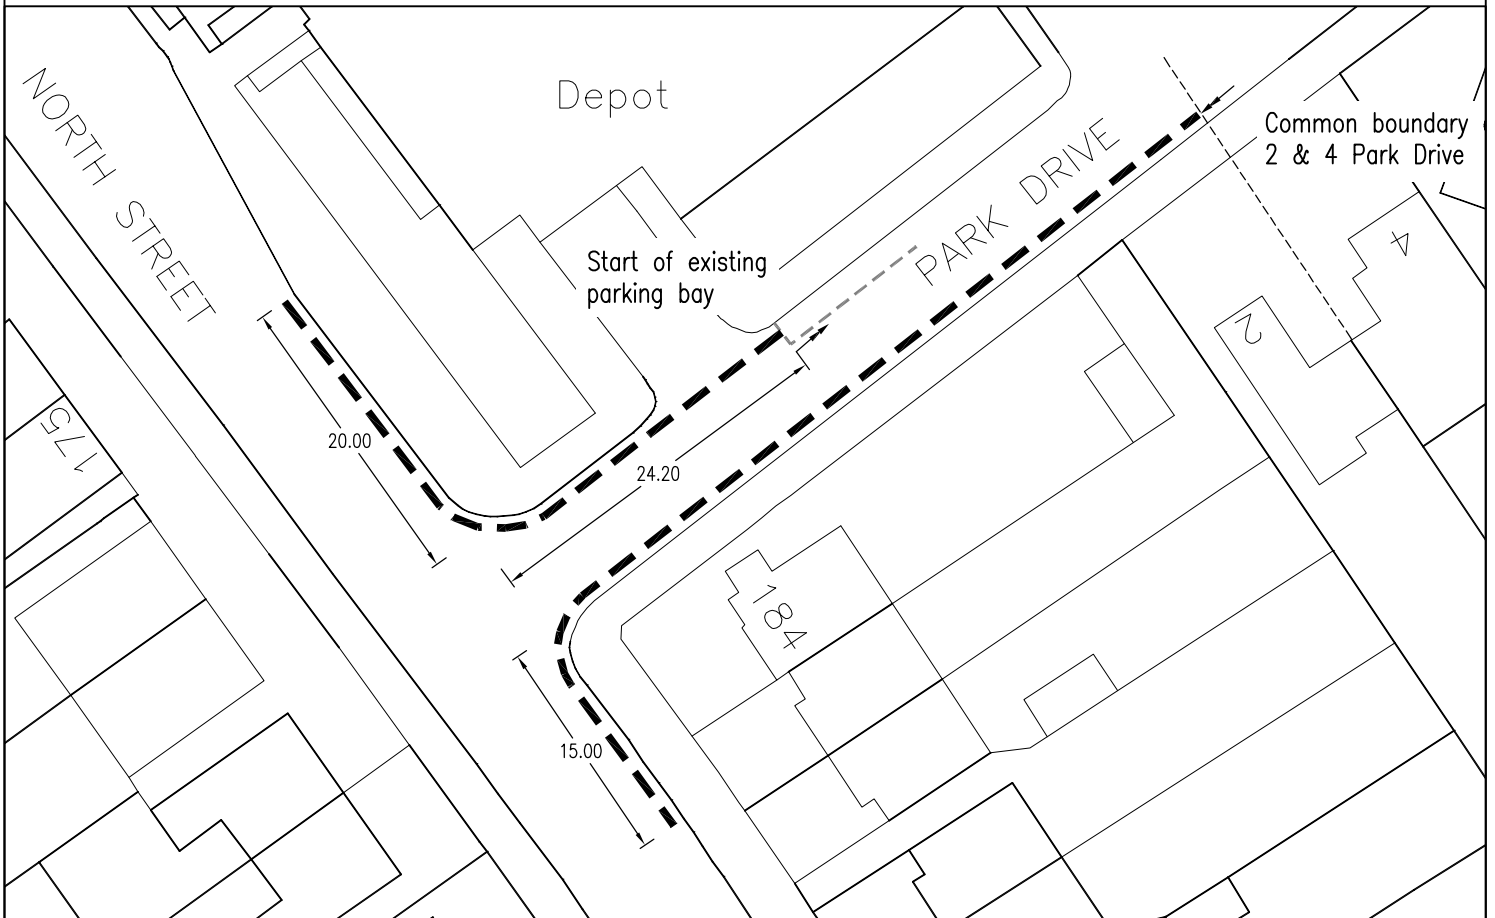 NORTH STREET
Depot
PARK DRIVE
Common boundary
2 & 4 Park Drive
4
Start of existing
parking bay
2
175
20.00
24.20
184
15.00